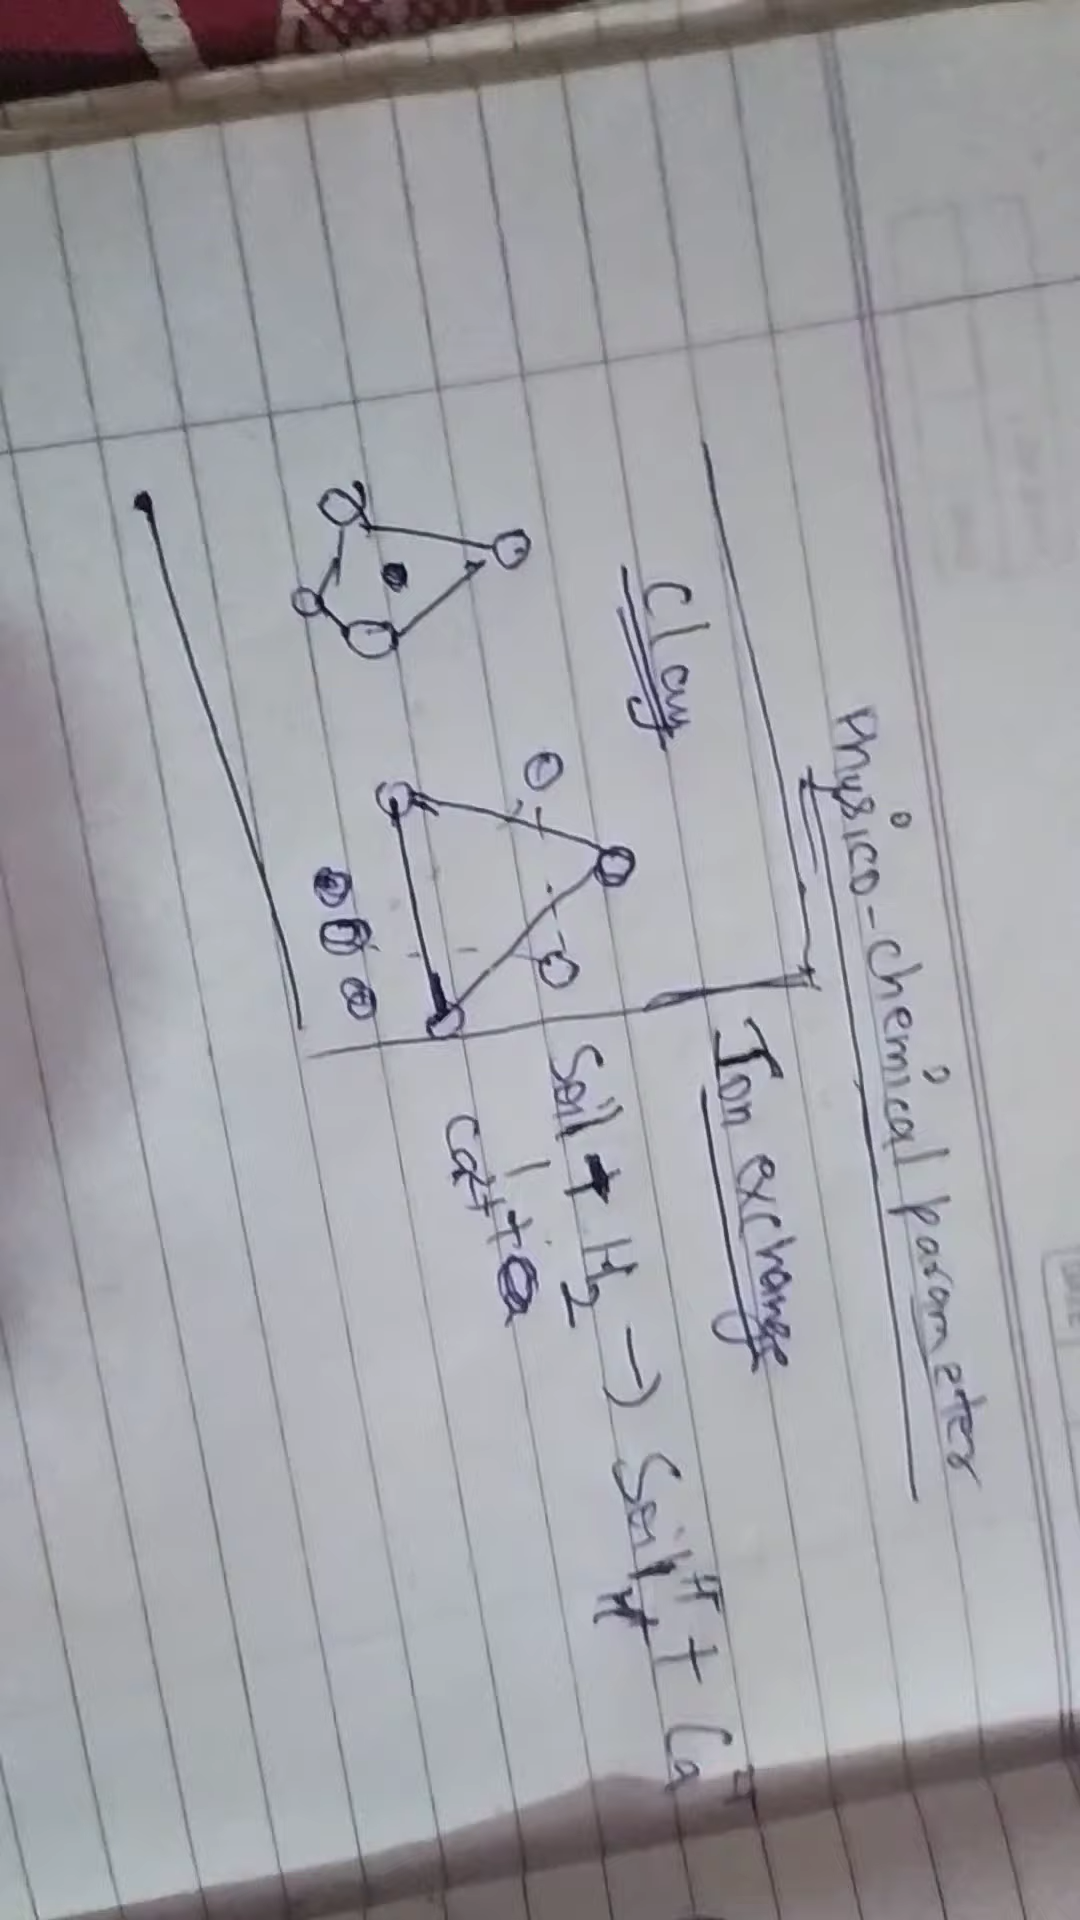 Physico-chemical parameter
Clay
Ion exchange
Soil + H2 → Soil H H + Ca
Ca++